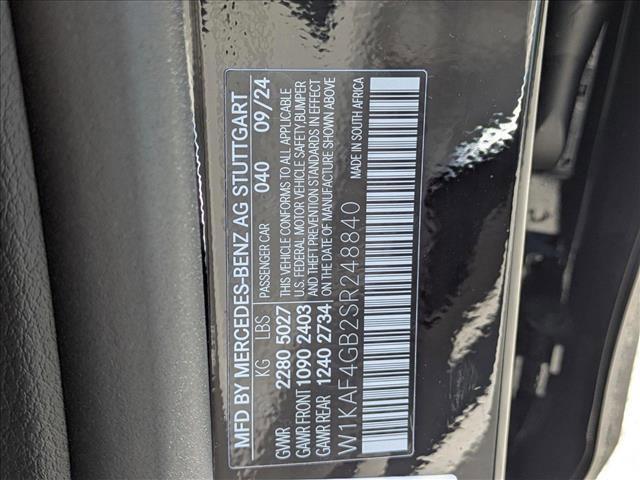 MFD BY MERCEDES-BENZ AG STUTTGART
KG LBS PASSENGER CAR 040 09/24
GVWR 2280 5027 THIS VEHICLE CONFORMS TO ALL APPLICABLE
GAWR FRONT 1090 2403 U.S. FEDERAL MOTOR VEHICLE SAFETY, BUMPER
GAWR REAR 1240 2734 AND THEFT PREVENTION STANDARDS IN EFFECT
ON THE DATE OF MANUFACTURE SHOWN ABOVE
W1KAF4GB2SR248840 MADE IN SOUTH AFRICA